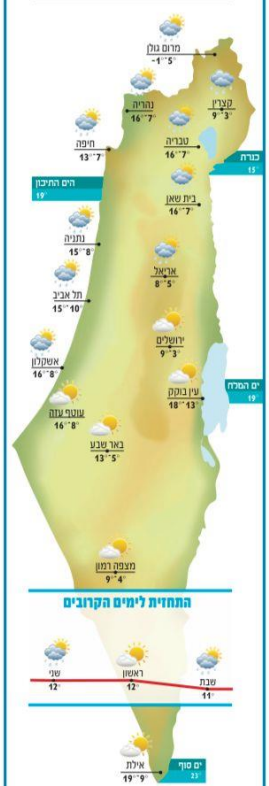 מרום גולן
-1°-5°
קצרין
9°-3°
נהריה
16°-7°
חיפה
13°-7°
טבריה
16°-7°
כנרת
15°
הים התיכון
19°
בית שאן
16°-7°
נתניה
15°-8°
אריאל
8°-5°
תל אביב
15°-10°
ירושלים
9°-3°
אשקלון
16°-8°
עין בוקק
18°-13°
ים המלח
19°
עוטף עזה
16°-8°
באר שבע
13°-5°
מצפה רמון
9°-4°
התחזית לימים הקרובים
שבת
11°
ראשון
12°
שני
12°
אילת
19°-9°
ים סוף
23°